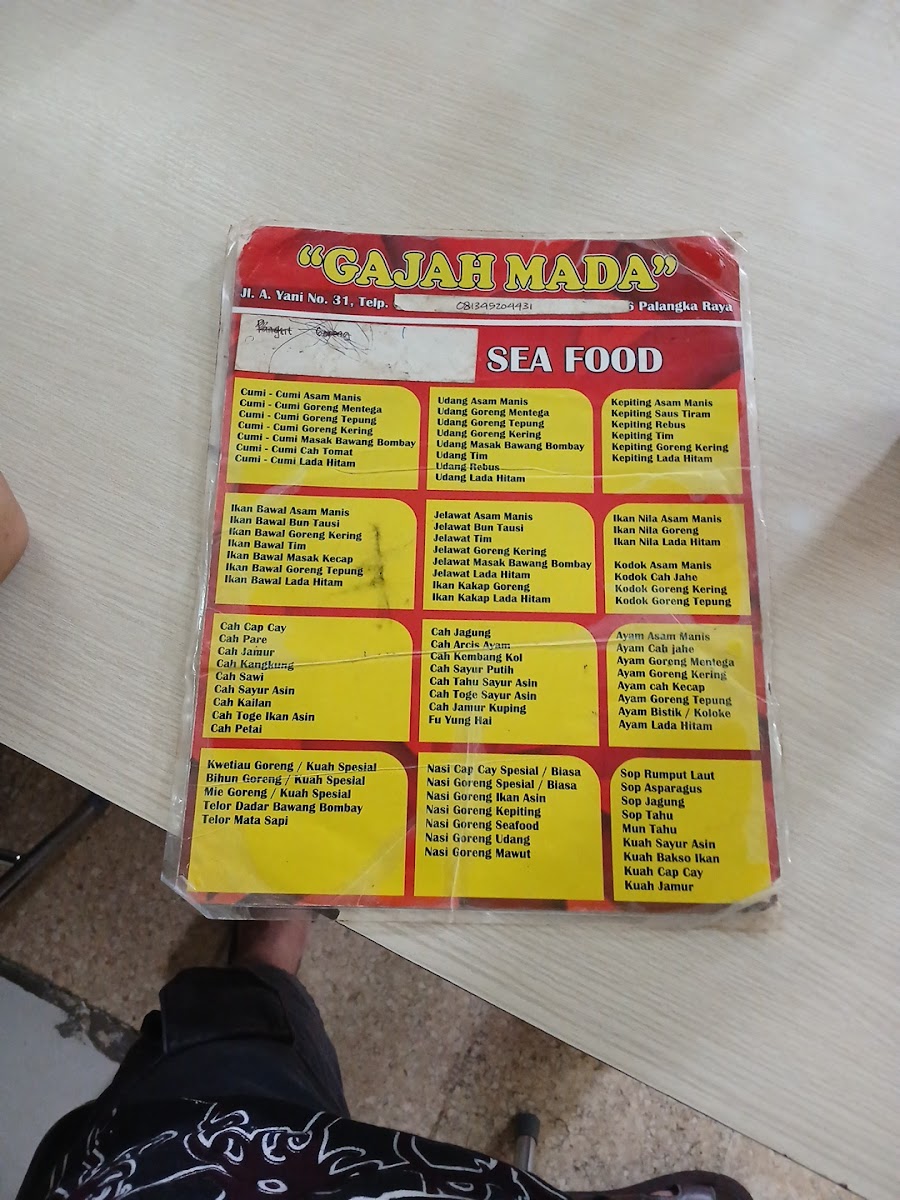 "GAJAH MADA"
Jl. A. Yani No. 31, Telp. 081345204431 6 Palangka Raya
Pangsit Goreng
SEA FOOD
Cumi - Cumi Asam Manis
Cumi - Cumi Goreng Mentega
Cumi - Cumi Goreng Tepung
Cumi - Cumi Goreng Kering
Cumi - Cumi Masak Bawang Bombay
Cumi - Cumi Cah Tomat
Cumi - Cumi Lada Hitam
Udang Asam Manis
Udang Goreng Mentega
Udang Goreng Tepung
Udang Goreng Kering
Udang Masak Bawang Bombay
Udang Tim
Udang Rebus
Udang Lada Hitam
Kepiting Asam Manis
Kepiting Saus Tiram
Kepiting Rebus
Kepiting Tim
Kepiting Goreng Kering
Kepiting Lada Hitam
Ikan Bawal Asam Manis
Ikan Bawal Bun Tausi
Ikan Bawal Goreng Kering
Ikan Bawal Tim
Ikan Bawal Masak Kecap
Ikan Bawal Goreng Tepung
Ikan Bawal Lada Hitam
Jelawat Asam Manis
Jelawat Bun Tausi
Jelawat Tim
Jelawat Goreng Kering
Jelawat Masak Bawang Bombay
Jelawat Lada Hitam
Ikan Kakap Goreng
Ikan Kakap Lada Hitam
Ikan Nila Asam Manis
Ikan Nila Goreng
Ikan Nila Lada Hitam
Kodok Asam Manis
Kodok Cah Jahe
Kodok Goreng Kering
Kodok Goreng Tepung
Cah Cap Cay
Cah Pare
Cah Jamur
Cah Kangkung
Cah Sawi
Cah Sayur Asin
Cah Kailan
Cah Toge Ikan Asin
Cah Petai
Cah Jagung
Cah Arcis Ayam
Cah Kembang Kol
Cah Sayur Putih
Cah Tahu Sayur Asin
Cah Toge Sayur Asin
Cah Jamur Kuping
Fu Yung Hai
Ayam Asam Manis
Ayam Cah jahe
Ayam Goreng Mentega
Ayam Goreng Kering
Ayam cah Kecap
Ayam Goreng Tepung
Ayam Bistik / Koloke
Ayam Lada Hitam
Kwetiau Goreng / Kuah Spesial
Bihun Goreng / Kuah Spesial
Mie Goreng / Kuah Spesial
Telor Dadar Bawang Bombay
Telor Mata Sapi
Nasi Cap Cay Spesial / Biasa
Nasi Goreng Spesial / Biasa
Nasi Goreng Ikan Asin
Nasi Goreng Kepiting
Nasi Goreng Seafood
Nasi Goreng Udang
Nasi Goreng Mawut
Sop Rumput Laut
Sop Asparagus
Sop Jagung
Sop Tahu
Mun Tahu
Kuah Sayur Asin
Kuah Bakso Ikan
Kuah Cap Cay
Kuah Jamur